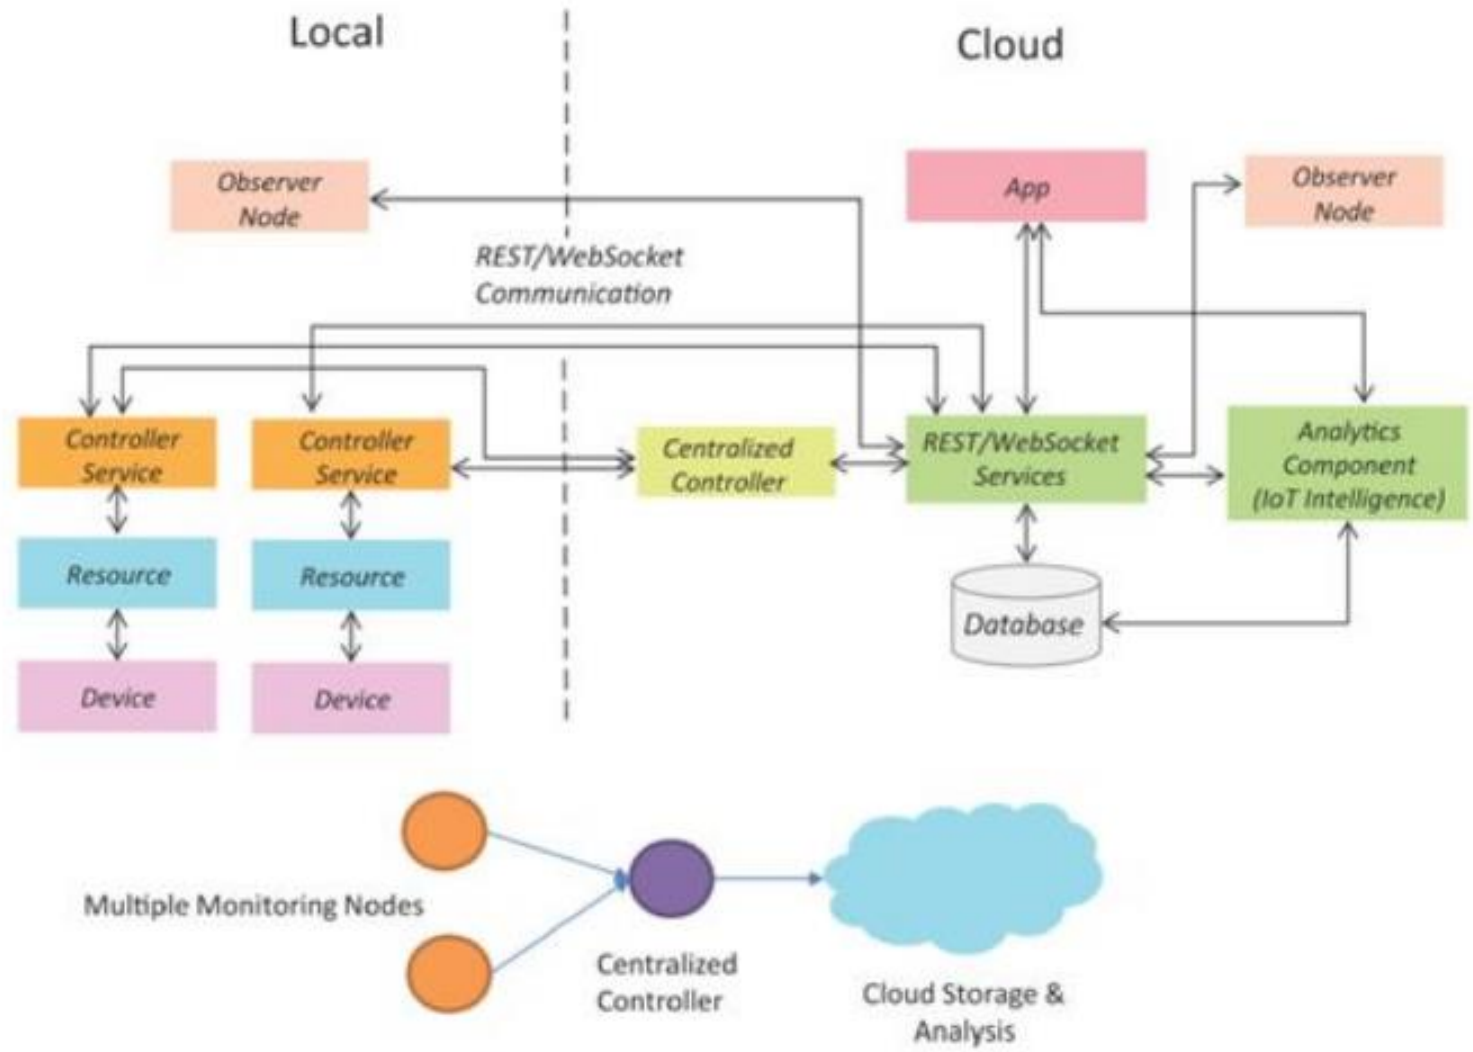 Local
Cloud
Observer
Node
App
Observer
Node
REST/WebSocket
Communication
Controller
Service
Controller
Service
Centralized
Controller
REST/WebSocket
Services
Analytics
Component
(IoT Intelligence)
Resource
Resource
Database
Device
Device
Multiple Monitoring Nodes
Centralized
Controller
Cloud Storage &
Analysis